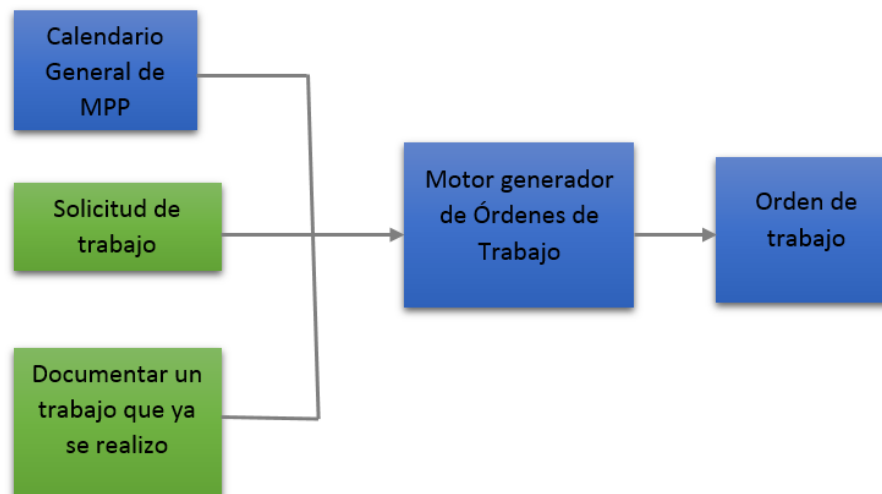 Calendario
General de
MPP
Solicitud de
trabajo
Documentar un
trabajo que ya
se realizo
Motor generador
de Órdenes de
Trabajo
Orden de
trabajo